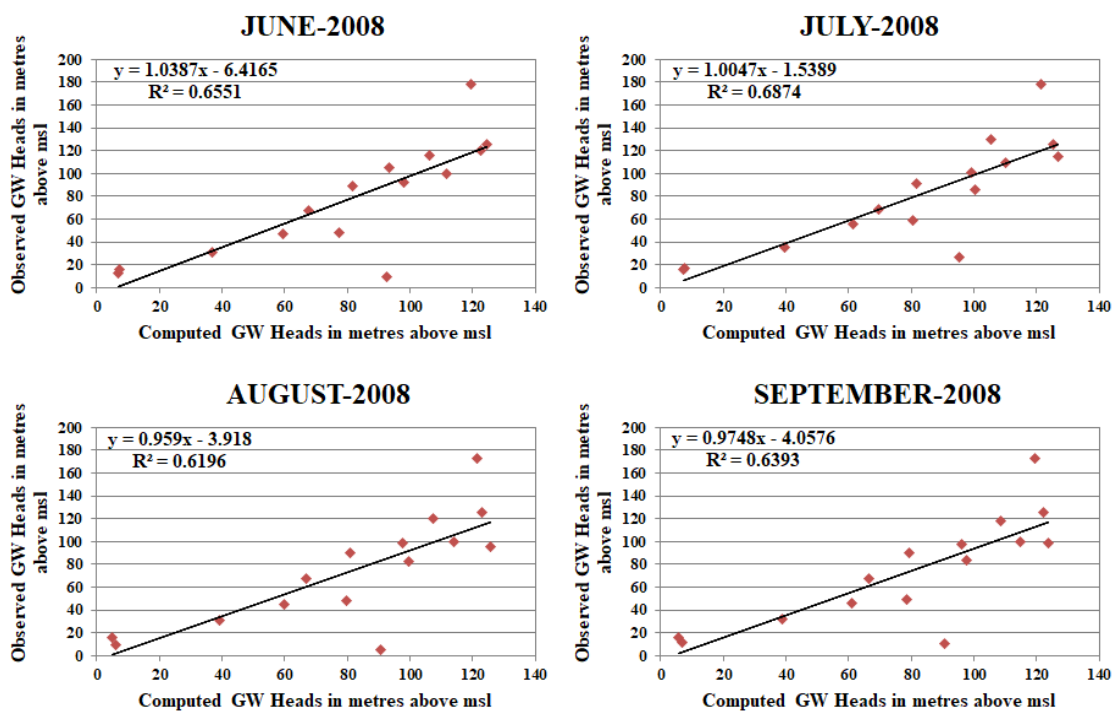 JUNE-2008
Observed GW Heads in metres
above msl
200
180
160
140
120
100
80
60
40
20
0
y = 1.0387x - 6.4165
R² = 0.6551
0 20 40 60 80 100 120 140
Computed GW Heads in metres above msl
JULY-2008
Observed GW Heads in metres
above msl
200
180
160
140
120
100
80
60
40
20
0
y = 1.0047x - 1.5389
R² = 0.6874
0 20 40 60 80 100 120 140
Computed GW Heads in metres above msl
AUGUST-2008
Observed GW Heads in metres
above msl
200
180
160
140
120
100
80
60
40
20
0
y = 0.959x - 3.918
R² = 0.6196
0 20 40 60 80 100 120 140
Computed GW Heads in metres above msl
SEPTEMBER-2008
Observed GW Heads in metres
above msl
200
180
160
140
120
100
80
60
40
20
0
y = 0.9748x - 4.0576
R² = 0.6393
0 20 40 60 80 100 120 140
Computed GW Heads in metres above msl